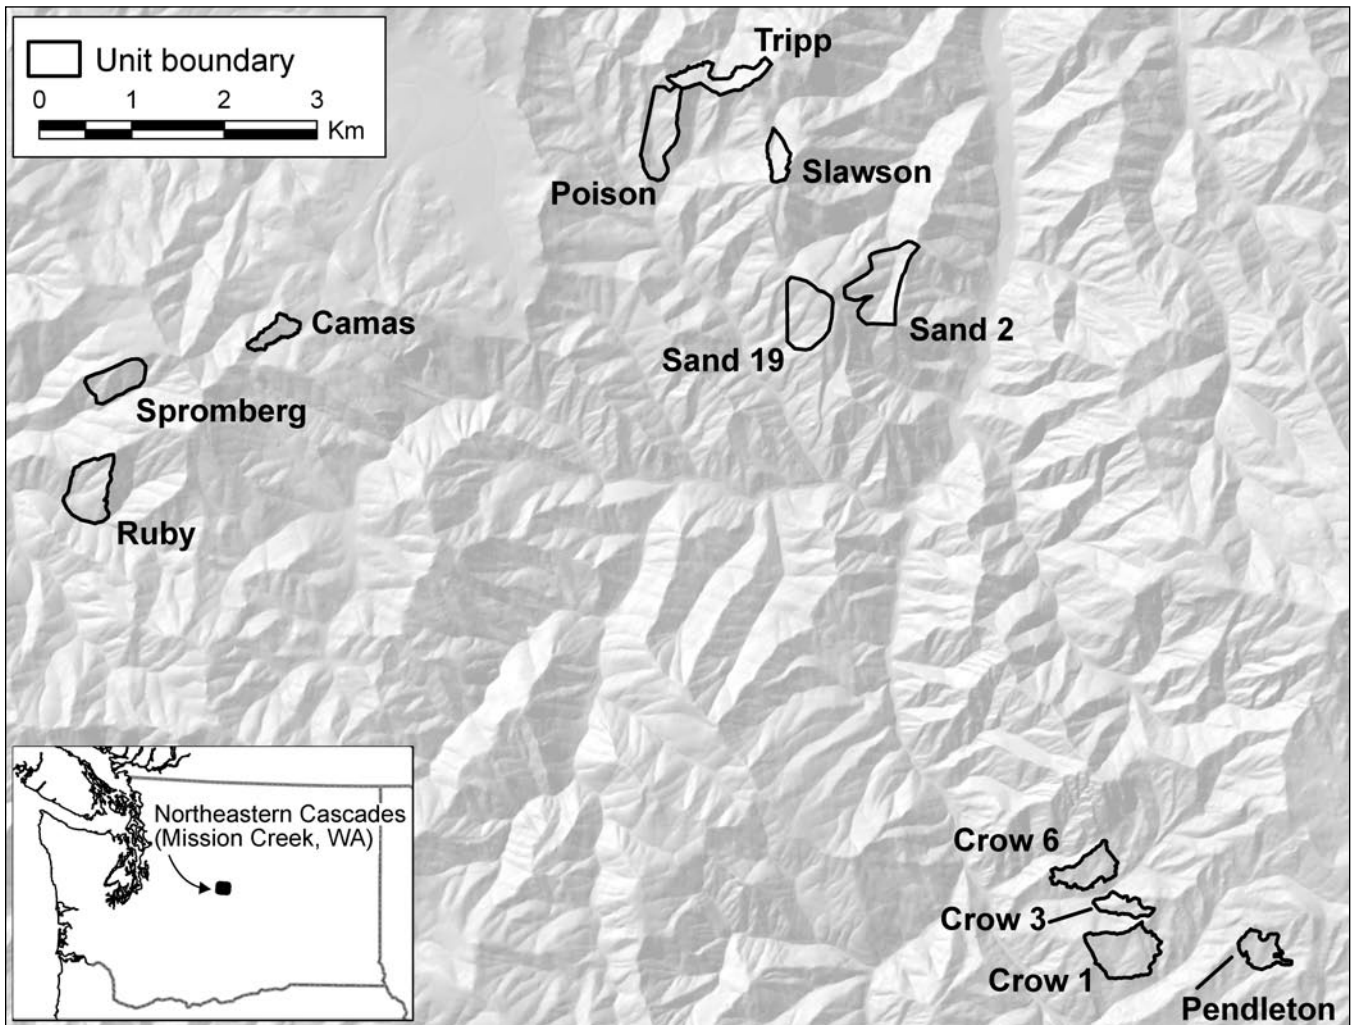 Unit boundary
0 1 2 3
Km
Tripp
Poison
Slawson
Sand 2
Sand 19
Camas
Spromberg
Ruby
Northeastern Cascades
(Mission Creek, WA)
Crow 6
Crow 3
Crow 1
Pendleton